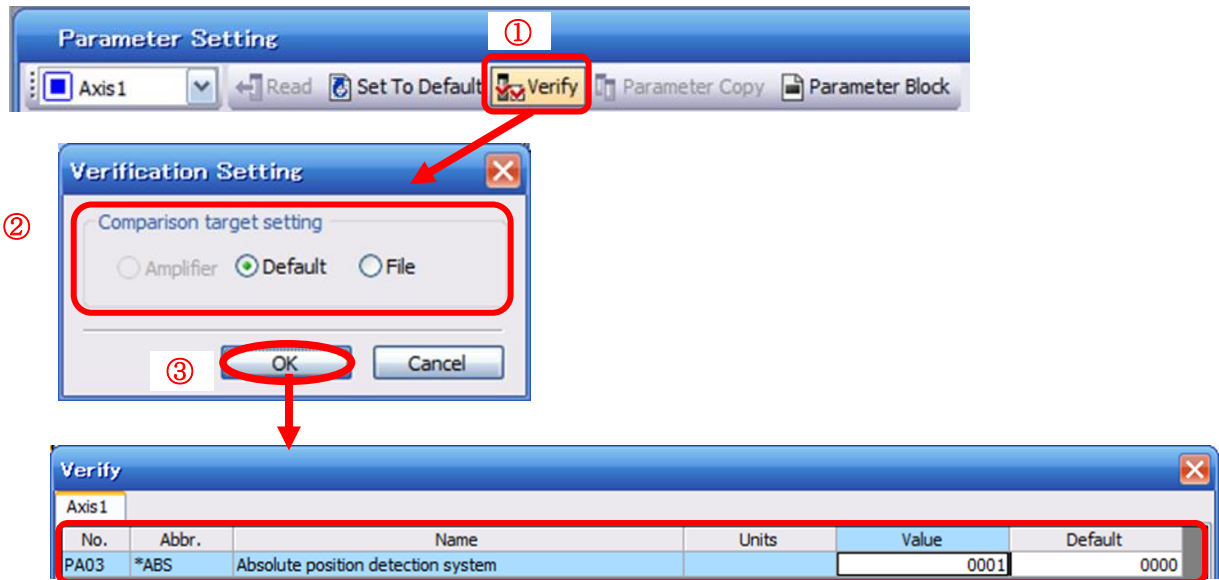 Parameter Setting
①
Axis1 Read Set To Default Verify Parameter Copy Parameter Block
Verification Setting
②
Comparison target setting
Amplifier Default File
③
OK Cancel
Verify
Axis1
No. Abbr. Name Units Value Default
PA03 *ABS Absolute position detection system 0001 0000